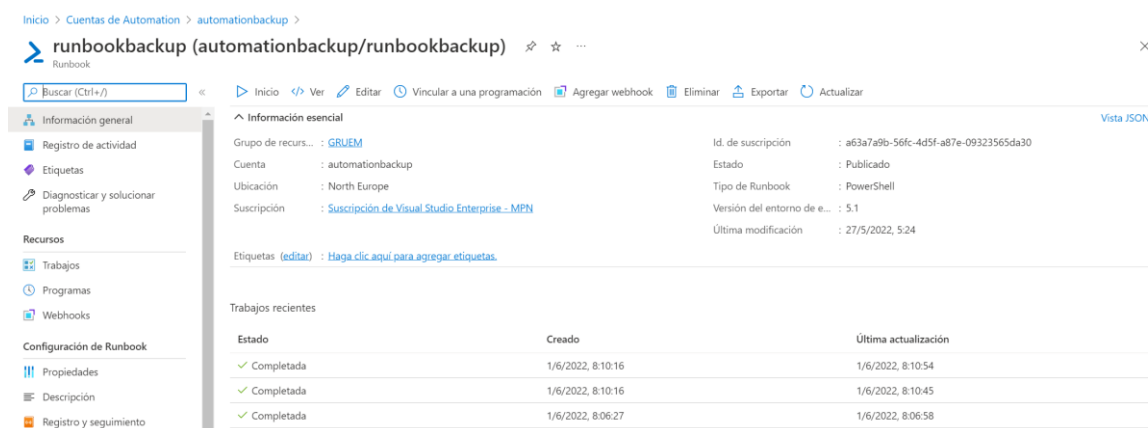 Inicio > Cuentas de Automation > automationbackup >
runbookbackup (automationbackup/runbookbackup) ...
Runbook
Buscar (Ctrl+/) «
Inicio </> Ver Editar Vincular a una programación Agregar webhook Eliminar Exportar Actualizar
Información general
Registro de actividad
Etiquetas
Diagnosticar y solucionar
problemas
Recursos
Trabajos
Programas
Webhooks
Configuración de Runbook
Propiedades
Descripción
Registro y seguimiento
Información esencial
Vista JSON
Grupo de recurs... : GRUEM
Cuenta : automationbackup
Ubicación : North Europe
Suscripción : Suscripción de Visual Studio Enterprise - MPN
Id. de suscripción : a63a7a9b-56fc-4d5f-a87e-09323565da30
Estado : Publicado
Tipo de Runbook : PowerShell
Versión del entorno de e... : 5.1
Última modificación : 27/5/2022, 5:24
Etiquetas (editar) : Haga clic aquí para agregar etiquetas.
Trabajos recientes
Estado Creado Última actualización
Completada 1/6/2022, 8:10:16 1/6/2022, 8:10:54
Completada 1/6/2022, 8:10:16 1/6/2022, 8:10:45
Completada 1/6/2022, 8:06:27 1/6/2022, 8:06:58